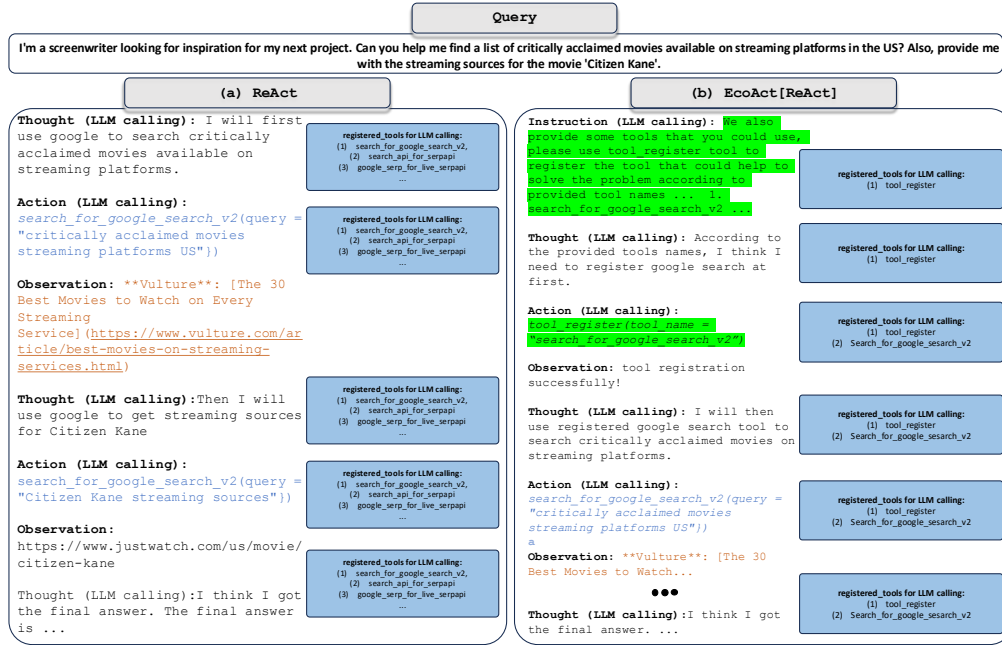 Query
I'm a screenwriter looking for inspiration for my next project. Can you help me find a list of critically acclaimed movies available on streaming platforms in the US? Also, provide me
with the streaming sources for the movie 'Citizen Kane'.
(a) ReAct
Thought (LLM calling): I will first
use google to search critically
acclaimed movies available on
streaming platforms.
registered_tools for LLM calling:
(1) search_for_google_search_v2,
(2) search_api_for_serpapi
(3) google_serp_for_live_serpapi
...
Action (LLM calling):
search_for_google_search_v2(query =
"critically acclaimed movies
streaming platforms US"})
registered_tools for LLM calling:
(1) search_for_google_search_v2,
(2) search_api_for_serpapi
(3) google_serp_for_live_serpapi
...
Observation: **Vulture**: [The 30
Best Movies to Watch on Every
Streaming
Service](https://www.vulture.com/ar
ticle/best-movies-on-streaming-
services.html)
Thought (LLM calling):Then I will
use google to get streaming sources
for Citizen Kane
registered_tools for LLM calling:
(1) search_for_google_search_v2,
(2) search_api_for_serpapi
(3) google_serp_for_live_serpapi
...
Action (LLM calling):
search_for_google_search_v2(query =
"Citizen Kane streaming sources"})
registered_tools for LLM calling:
(1) search_for_google_search_v2,
(2) search_api_for_serpapi
(3) google_serp_for_live_serpapi
...
Observation:
https://www.justwatch.com/us/movie/
citizen-kane
Thought (LLM calling):I think I got
the final answer. The final answer
is ...
registered_tools for LLM calling:
(1) search_for_google_search_v2,
(2) search_api_for_serpapi
(3) google_serp_for_live_serpapi
...
(b) EcoAct[ReAct]
Instruction (LLM calling): We also
provide some tools that you could use,
please use tool_register tool to
register the tool that could help to
solve the problem according to
provided tool names ... 1.
search_for_google_search_v2 ...
registered_tools for LLM calling:
(1) tool_register
Thought (LLM calling): According to
the provided tools names, I think I
need to register google search at
first.
registered_tools for LLM calling:
(1) tool_register
Action (LLM calling):
tool_register(tool_name =
"search_for_google_search_v2")
registered_tools for LLM calling:
(1) tool_register
(2) Search_for_google_sesarch_v2
Observation: tool registration
successfully!
Thought (LLM calling): I will then
use registered google search tool to
search critically acclaimed movies on
streaming platforms.
registered_tools for LLM calling:
(1) tool_register
(2) Search_for_google_sesarch_v2
Action (LLM calling):
search_for_google_search_v2(query =
"critically acclaimed movies
streaming platforms US"})
a
registered_tools for LLM calling:
(1) tool_register
(2) Search_for_google_sesarch_v2
Observation: **Vulture**: [The 30
Best Movies to Watch...
Thought (LLM calling):I think I got
the final answer. ...
registered_tools for LLM calling:
(1) tool_register
(2) Search_for_google_sesarch_v2